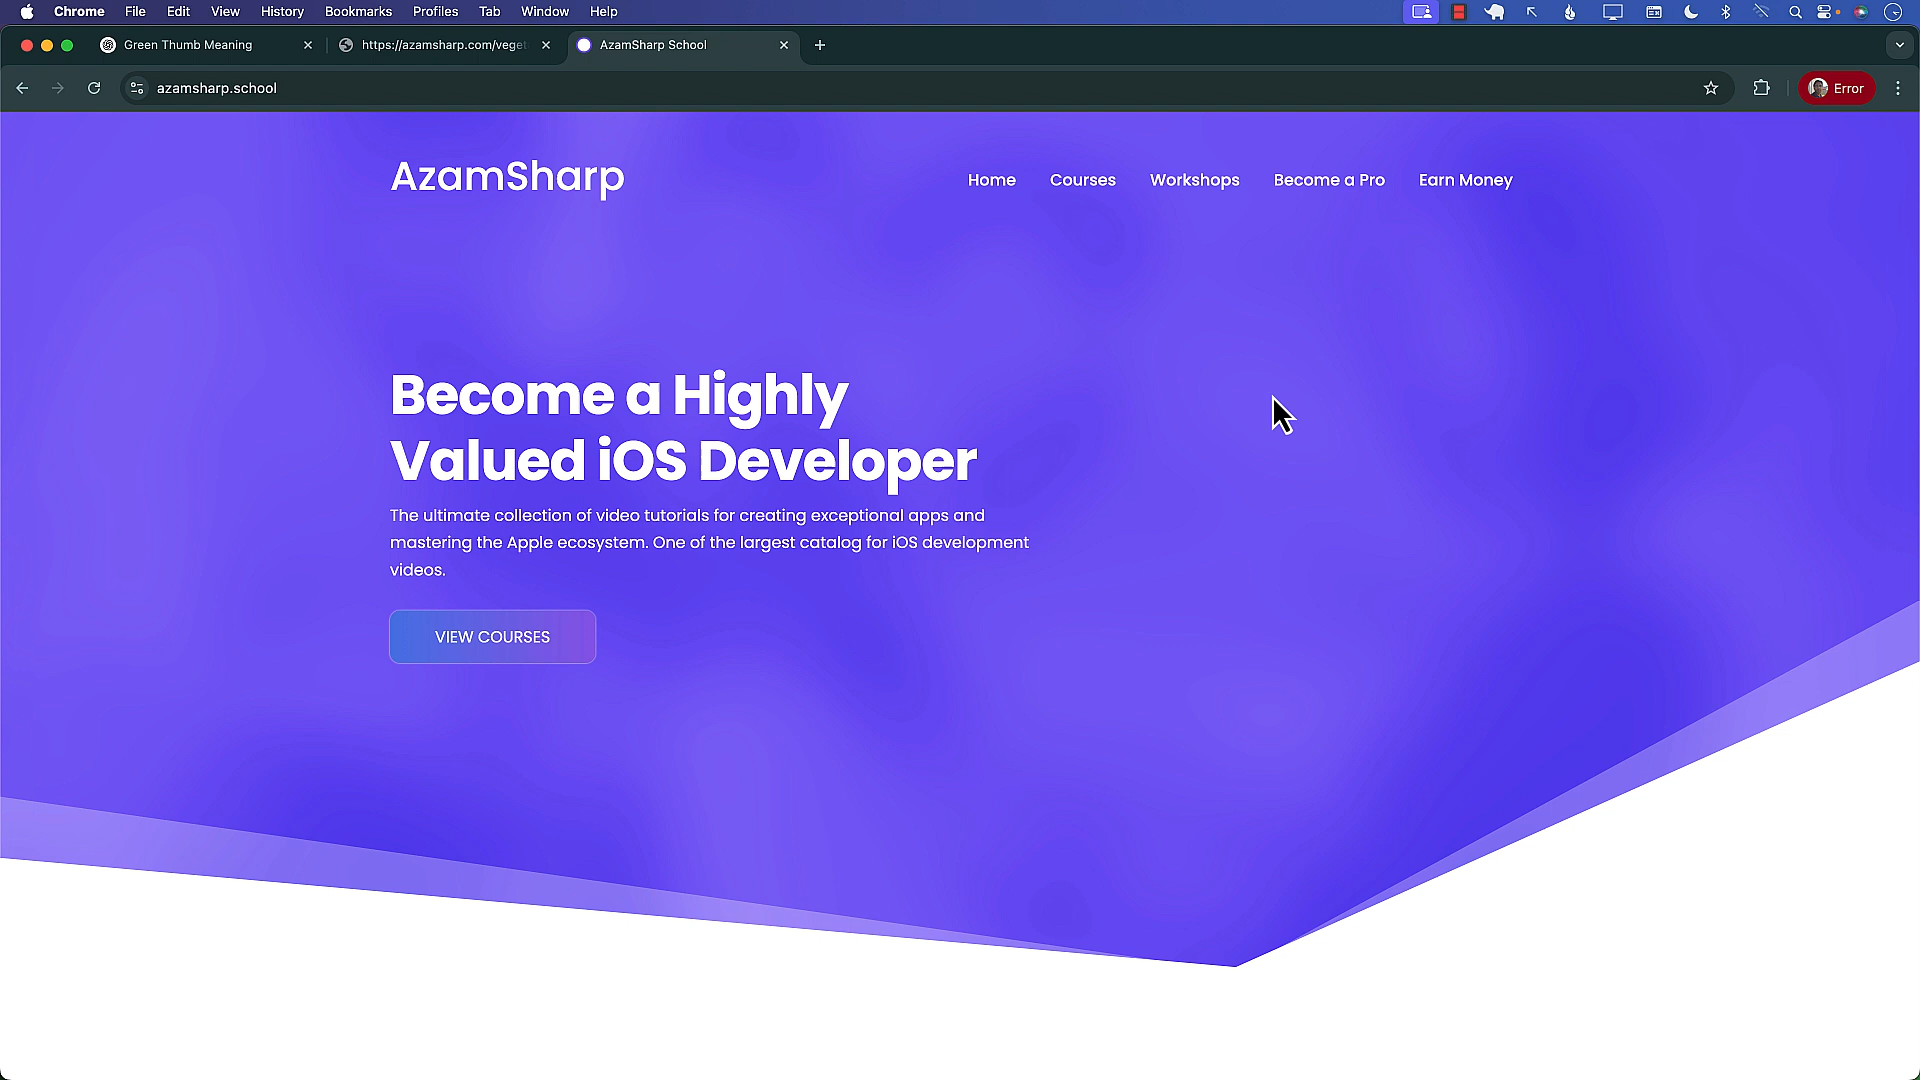 Chrome File Edit View History Bookmarks Profiles Tab Window Help
Green Thumb Meaning
https://azamsharp.com/veget
AzamSharp School
azamsharp.school
Error
AzamSharp
Home Courses Workshops Become a Pro Earn Money
Become a Highly
Valued iOS Developer
The ultimate collection of video tutorials for creating exceptional apps and
mastering the Apple ecosystem. One of the largest catalog for iOS development
videos.
VIEW COURSES